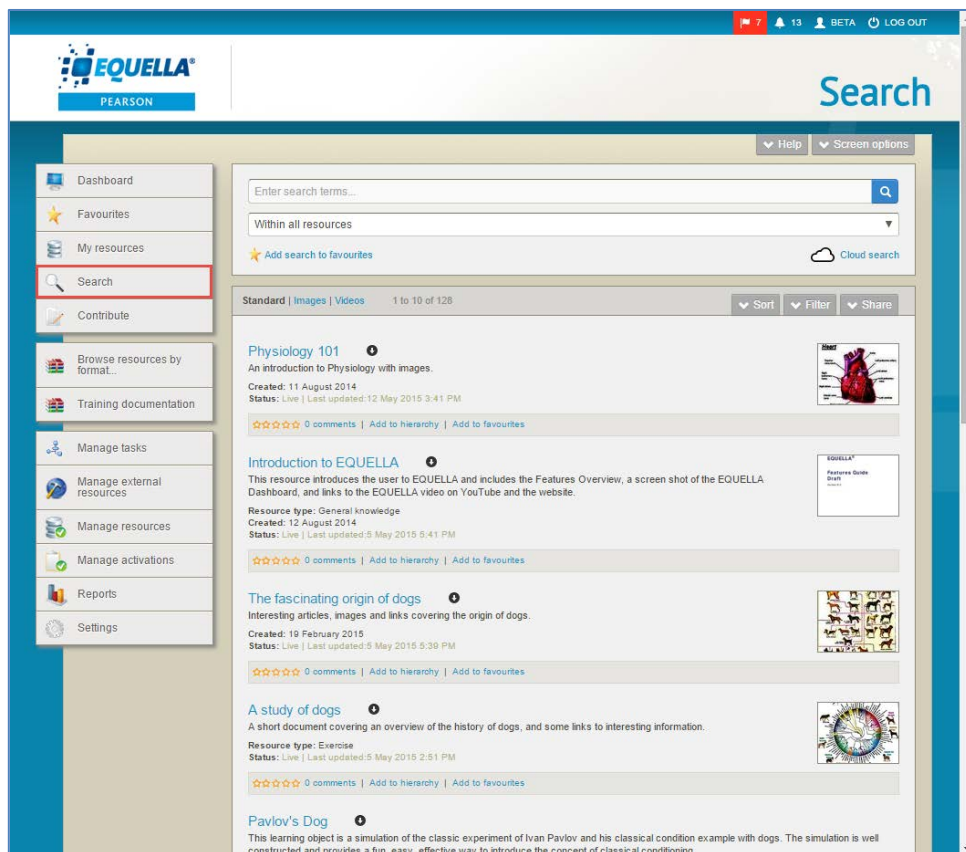 7 13 BETA LOG OUT
EQUELLA®
PEARSON
Search
Help Screen options
Dashboard
Favourites
My resources
Search
Contribute
Browse resources by
format...
Training documentation
Manage tasks
Manage external
resources
Manage resources
Manage activations
Reports
Settings
Enter search terms...
Within all resources
Add search to favourites Cloud search
Standard | Images | Videos 1 to 10 of 128 Sort Filter Share
Physiology 101
An introduction to Physiology with images.
Created: 11 August 2014
Status: Live | Last updated:12 May 2015 3:41 PM
0 comments | Add to hierarchy | Add to favourites
Heart
Introduction to EQUELLA
This resource introduces the user to EQUELLA and includes the Features Overview, a screen shot of the EQUELLA
Dashboard, and links to the EQUELLA video on YouTube and the website.
Resource type: General knowledge
Created: 12 August 2014
Status: Live | Last updated:5 May 2015 5:41 PM
0 comments | Add to hierarchy | Add to favourites
EQUELLA®
Features Guide
Draft
The fascinating origin of dogs
Interesting articles, images and links covering the origin of dogs.
Created: 19 February 2015
Status: Live | Last updated:5 May 2015 5:39 PM
0 comments | Add to hierarchy | Add to favourites
A study of dogs
A short document covering an overview of the history of dogs, and some links to interesting information.
Resource type: Exercise
Status: Live | Last updated:5 May 2015 2:51 PM
0 comments | Add to hierarchy | Add to favourites
Pavlov's Dog
This learning object is a simulation of the classic experiment of Ivan Pavlov and his classical condition example with dogs. The simulation is well
constructed and provides a fun, easy, effective way to introduce the concept of classical conditioning.